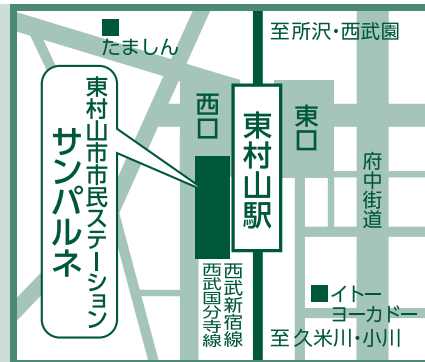 至所沢・西武園
たましん
東村山市市民ステーション
サンパルネ
西口
東村山駅
東口
府中街道
西武新宿線
西武国分寺線
イトー
ヨーカドー
至久米川・小川